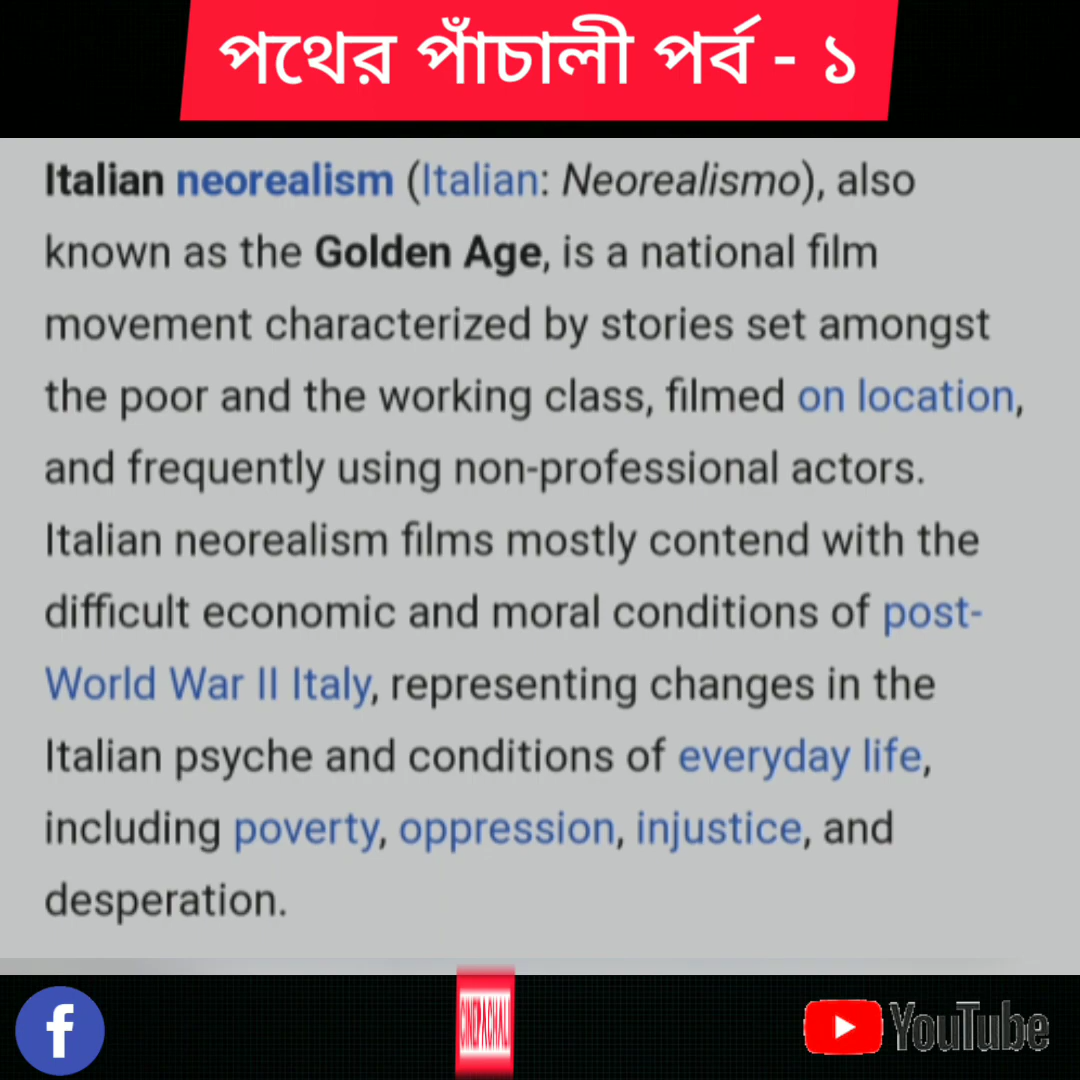 পথের পাঁচালী পর্ব - ১
Italian neorealism (Italian: Neorealismo), also
known as the Golden Age, is a national film
movement characterized by stories set amongst
the poor and the working class, filmed on location,
and frequently using non-professional actors.
Italian neorealism films mostly contend with the
difficult economic and moral conditions of post-
World War II Italy, representing changes in the
Italian psyche and conditions of everyday life,
including poverty, oppression, injustice, and
desperation.
f
CINEPACHALI
YouTube